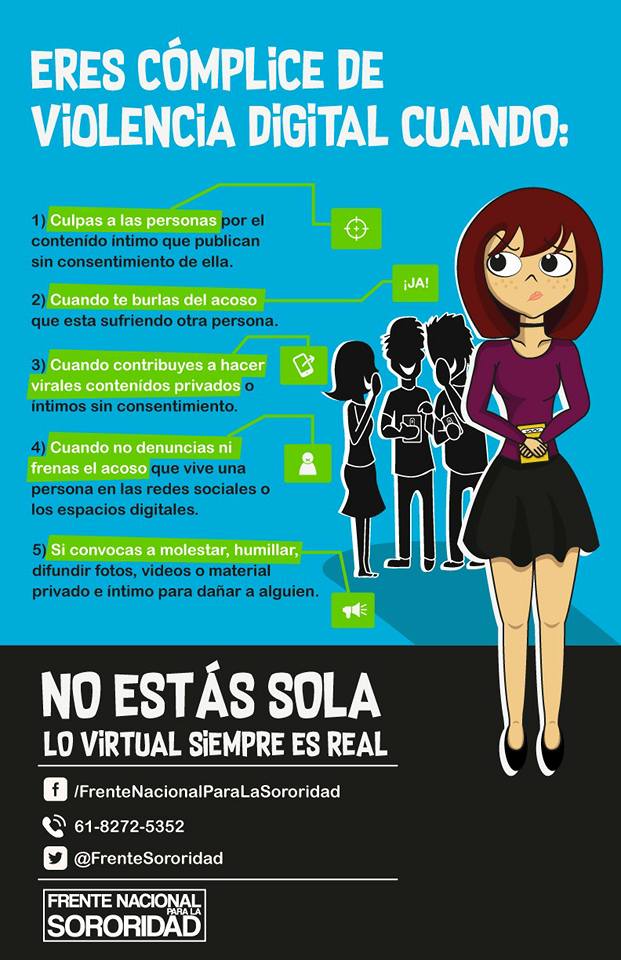 ERES CÓMPLICE DE
VIOLENCIA DIGITAL CUANDO:
1) Culpas a las personas por el
contenído íntimo que publican
sin consentimiento de ella.
¡JA!
2) Cuando te burlas del acoso
que esta sufriendo otra persona.
3) Cuando contribuyes a hacer
virales contenídos privados o
íntimos sin consentimiento.
4) Cuando no denuncias ni
frenas el acoso que vive una
persona en las redes sociales o
los espacios digitales.
5) Si convocas a molestar, humillar,
difundir fotos, videos o material
privado e íntimo para dañar a alguien.
NO ESTÁS SOLA
LO VIRTUAL SIEMPRE ES REAL
/FrenteNacionalParaLaSororidad
61-8272-5352
@FrenteSororidad
FRENTE NACIONAL
PARA LA
SORORIDAD